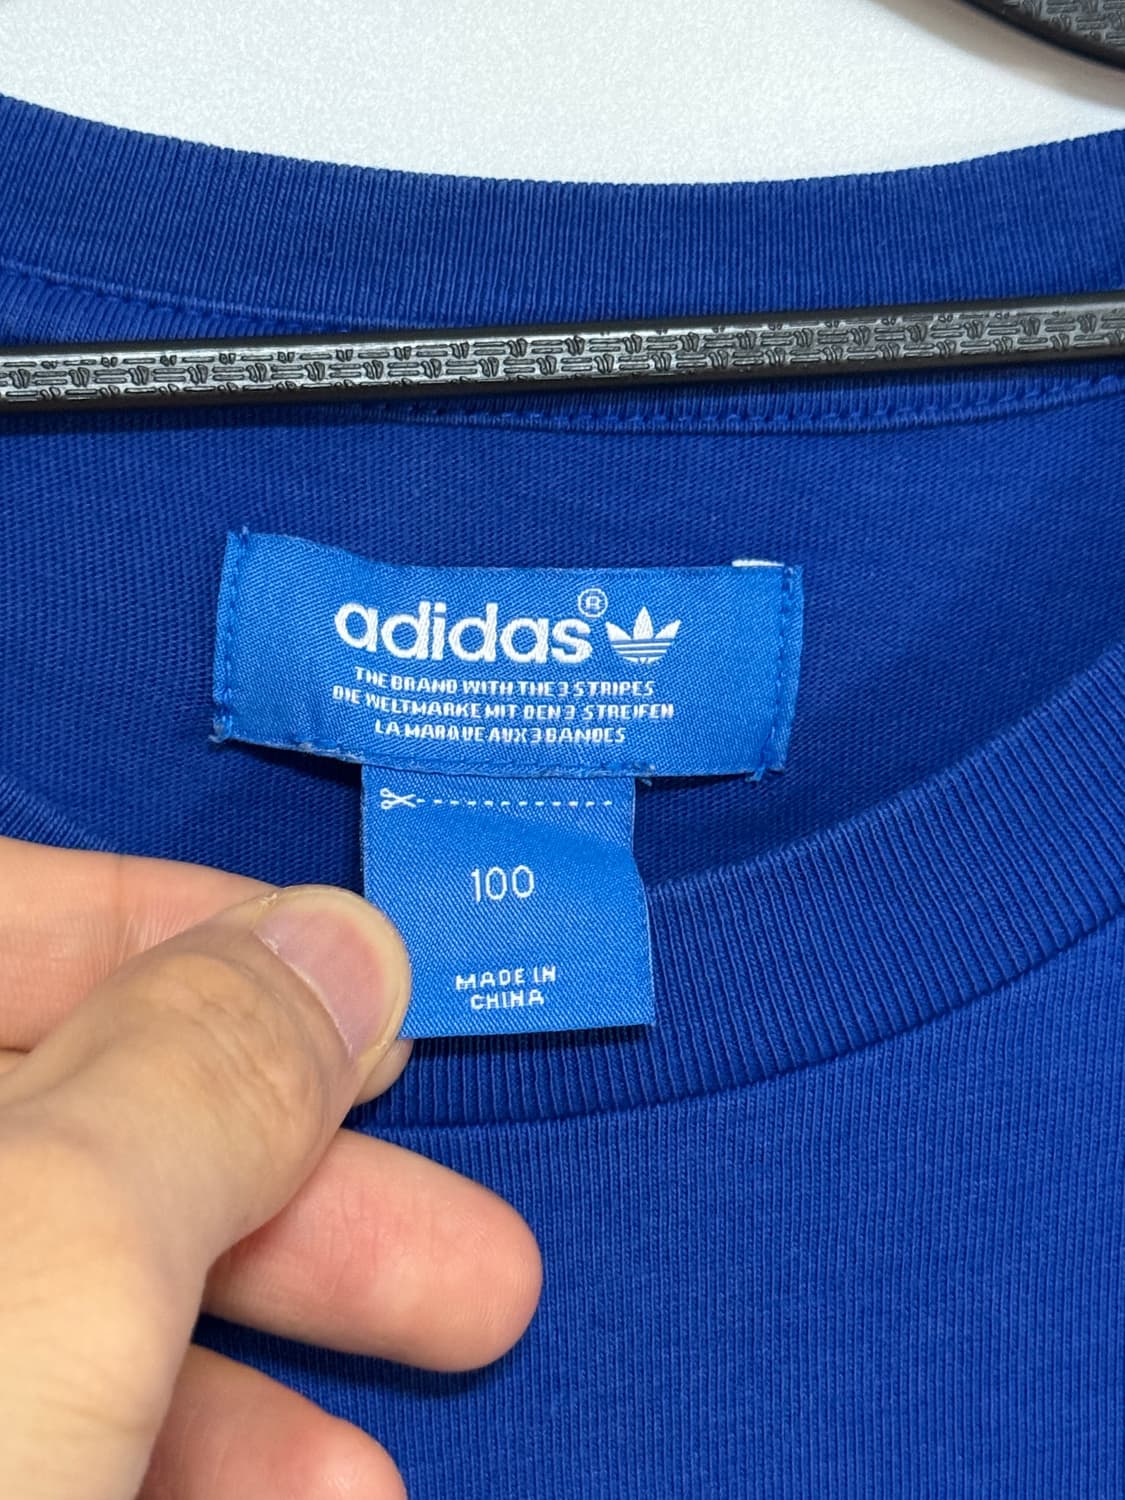 adidas®
THE BRAND WITH THE 3 STRIPES
DIE WELTMARKE MIT DEN 3 STREIFEN
LA MARQUE AUX 3 BANDES
100
MADE IN
CHINA